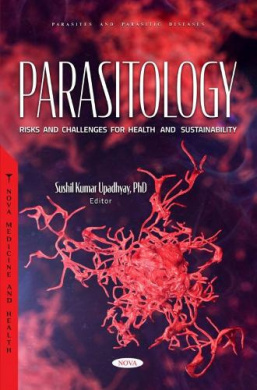 PARASITES AND PARASITIC DISEASES
PARASITOLOGY
RISKS AND CHALLENGES FOR HEALTH AND SUSTAINABILITY
Sushil Kumar Upadhyay, PhD
Editor
NOVA MEDICINE AND HEALTH
NOVA